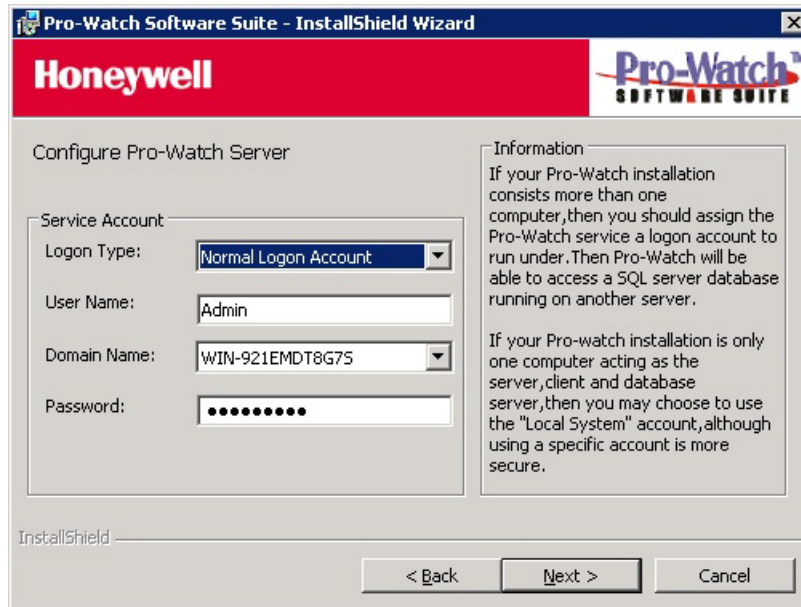 Pro-Watch Software Suite - InstallShield Wizard
Honeywell
Pro-Watch™
SOFTWARE SUITE
Configure Pro-Watch Server
Service Account
Logon Type:
Normal Logon Account
User Name:
Admin
Domain Name:
WIN-921EMDT8G7S
Password:
●●●●●●●●●
Information
If your Pro-Watch installation
consists more than one
computer,then you should assign the
Pro-Watch service a logon account to
run under.Then Pro-Watch will be
able to access a SQL server database
running on another server.
If your Pro-watch installation is only
one computer acting as the
server,client and database
server,then you may choose to use
the "Local System" account,although
using a specific account is more
secure.
InstallShield
< Back
Next >
Cancel